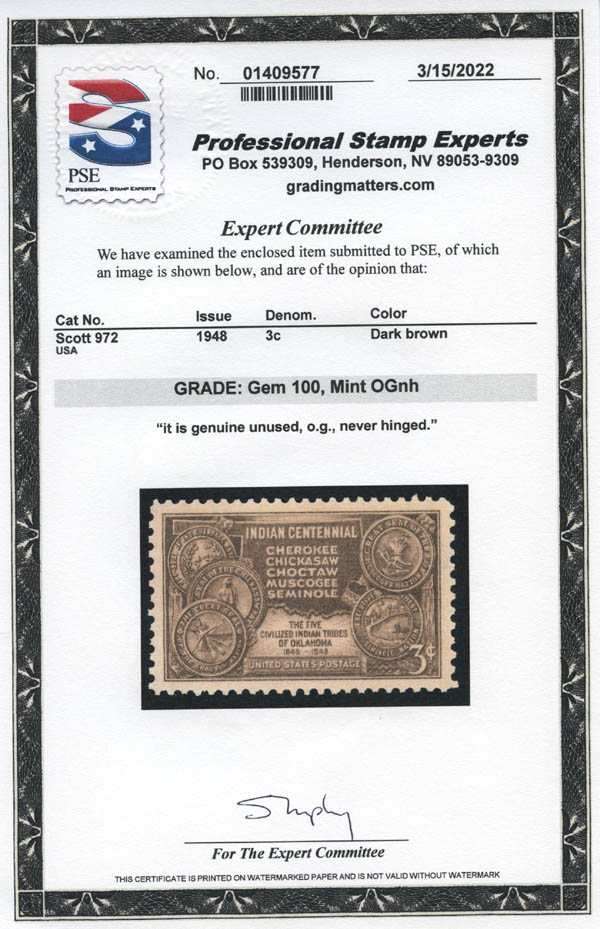 No. 01409577 3/15/2022
PSE
PROFESSIONAL STAMP EXPERTS
Professional Stamp Experts
PO Box 539309, Henderson, NV 89053-9309
gradingmatters.com
Expert Committee
We have examined the enclosed item submitted to PSE, of which
an image is shown below, and are of the opinion that:
Cat No. Issue Denom. Color
Scott 972 1948 3c Dark brown
USA
GRADE: Gem 100, Mint OGnh
“it is genuine unused, o.g., never hinged.”
INDIAN CENTENNIAL
CHEROKEE
CHICKASAW
CHOCTAW
MUSCOGEE
SEMINOLE
THE FIVE
CIVILIZED INDIAN TRIBES
OF OKLAHOMA
1848 - 1948
UNITED STATES POSTAGE
3¢
For The Expert Committee
THIS CERTIFICATE IS PRINTED ON WATERMARKED PAPER AND IS NOT VALID WITHOUT WATERMARK